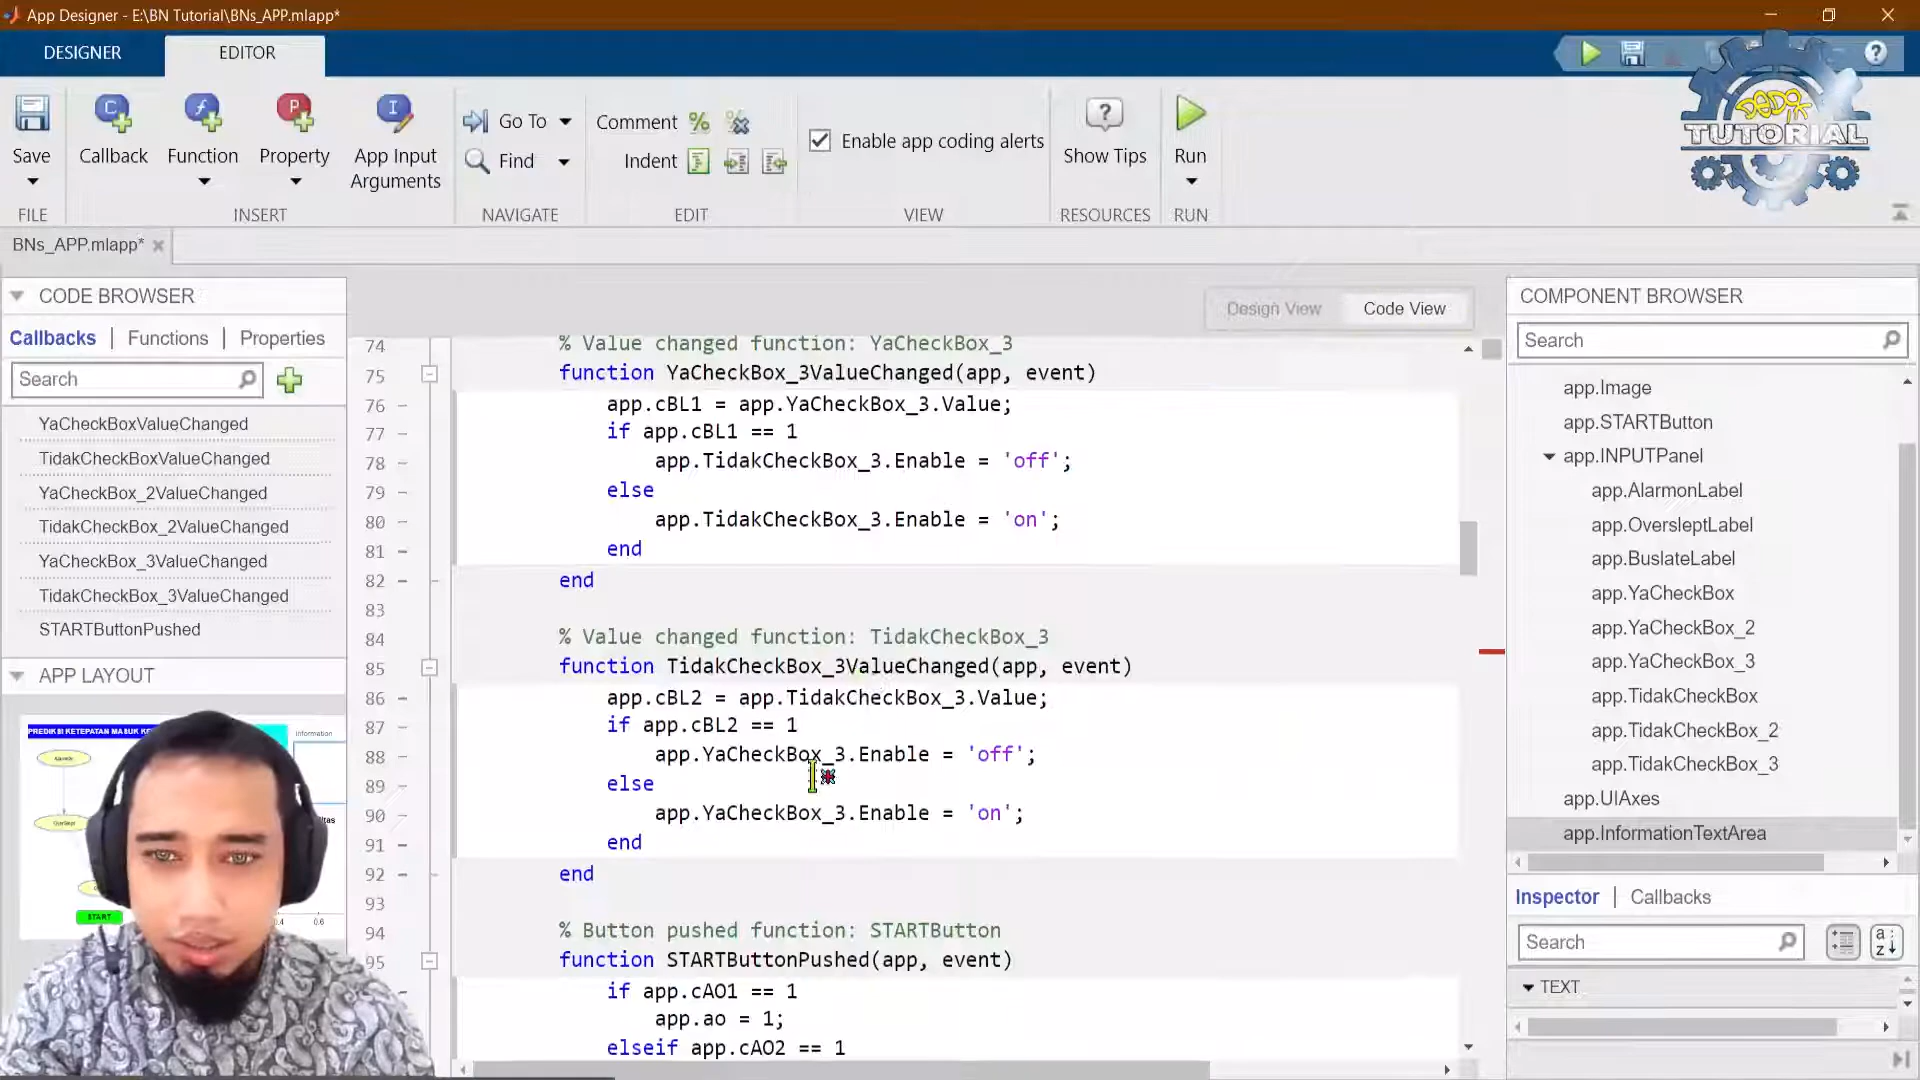 App Designer - E:\BN Tutorial\BNs_APP.mlapp*
DESIGNER
EDITOR
DEDIK
TUTORIAL
Save
Callback
Function
Property
App Input
Arguments
Go To
Find
Comment
Indent
Enable app coding alerts
Show Tips
Run
FILE
INSERT
NAVIGATE
EDIT
VIEW
RESOURCES
RUN
BNs_APP.mlapp*
CODE BROWSER
Callbacks
Functions
Properties
Search
YaCheckBoxValueChanged
TidakCheckBoxValueChanged
YaCheckBox_2ValueChanged
TidakCheckBox_2ValueChanged
YaCheckBox_3ValueChanged
TidakCheckBox_3ValueChanged
STARTButtonPushed
APP LAYOUT
PREDIKSI KETEPATAN MASUK
Information
START
0.6
Design View
Code View
74 % Value changed function: YaCheckBox_3
75 function YaCheckBox_3ValueChanged(app, event)
76 app.cBL1 = app.YaCheckBox_3.Value;
77 if app.cBL1 == 1
78 app.TidakCheckBox_3.Enable = 'off';
79 else
80 app.TidakCheckBox_3.Enable = 'on';
81 end
82 end
83
84 % Value changed function: TidakCheckBox_3
85 function TidakCheckBox_3ValueChanged(app, event)
86 app.cBL2 = app.TidakCheckBox_3.Value;
87 if app.cBL2 == 1
88 app.YaCheckBox_3.Enable = 'off';
89 else
90 app.YaCheckBox_3.Enable = 'on';
91 end
92 end
93
94 % Button pushed function: STARTButton
95 function STARTButtonPushed(app, event)
if app.cAO1 == 1
app.ao = 1;
elseif app.cAO2 == 1
COMPONENT BROWSER
Search
app.Image
app.STARTButton
app.INPUTPanel
app.AlarmonLabel
app.OversleptLabel
app.BuslateLabel
app.YaCheckBox
app.YaCheckBox_2
app.YaCheckBox_3
app.TidakCheckBox
app.TidakCheckBox_2
app.TidakCheckBox_3
app.UIAxes
app.InformationTextArea
Inspector
Callbacks
Search
TEXT